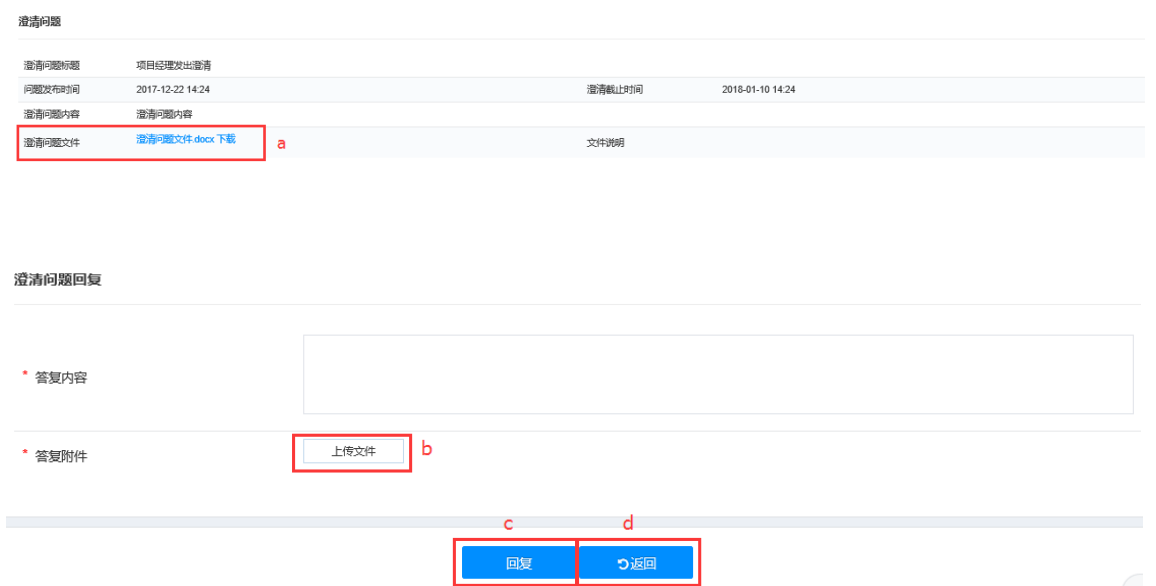 澄清问题
澄清问题标题 项目经理发出澄清
问题发布时间 2017-12-22 14:24 澄清截止时间 2018-01-10 14:24
澄清问题内容 澄清问题内容
澄清问题文件 澄清问题文件.docx 下载 a 文件说明
澄清问题回复
* 答复内容
* 答复附件 上传文件 b
c d
回复 返回